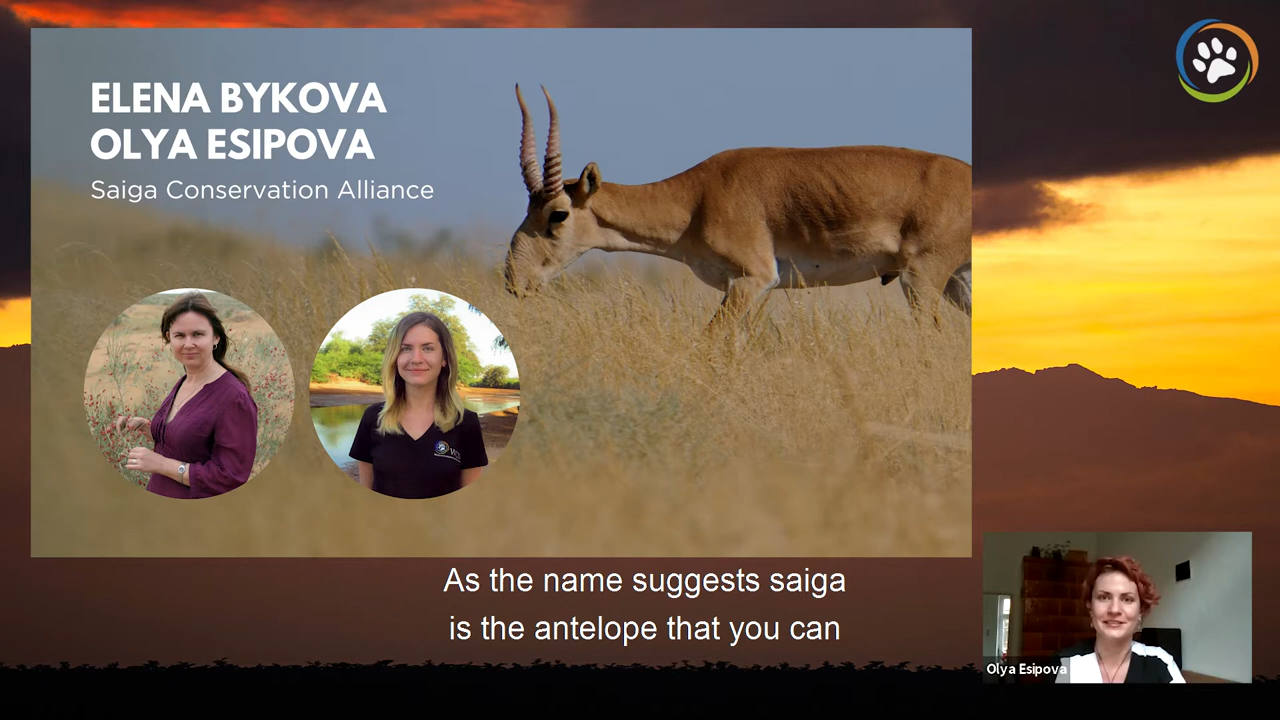 ELENA BYKOVA
OLYA ESIPOVA
Saiga Conservation Alliance
As the name suggests saiga
is the antelope that you can
Olya Esipova